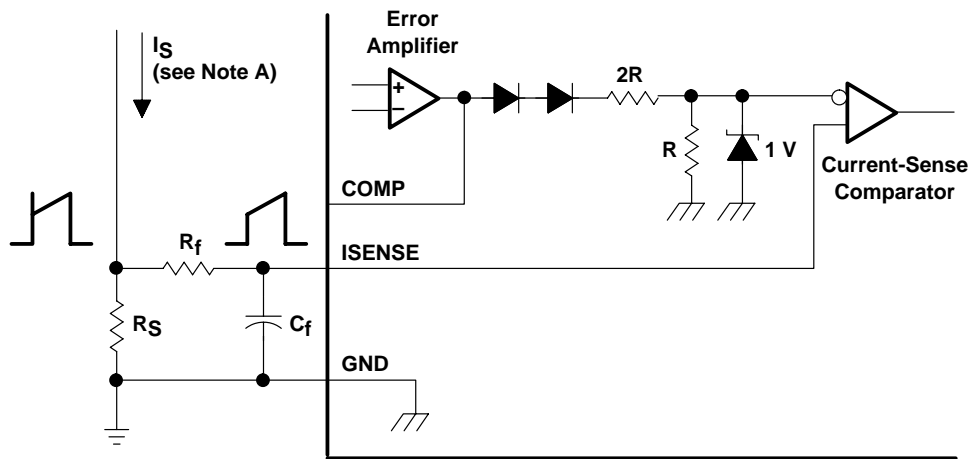 Error
Amplifier
IS
(see Note A)
2R
R
1 V
Current-Sense
Comparator
COMP
Rf
ISENSE
RS
Cf
GND